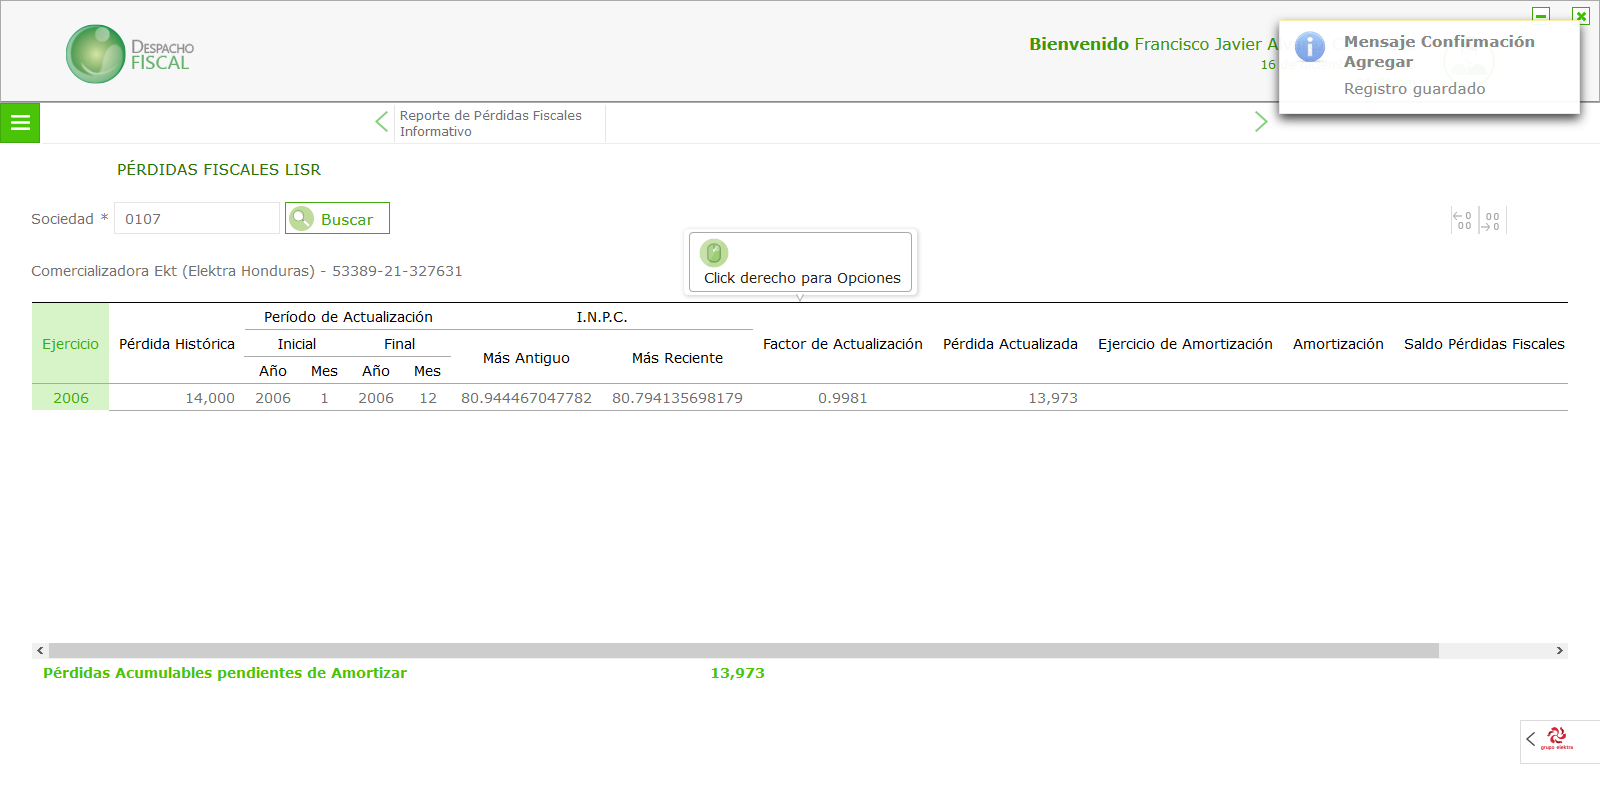 DESPACHO
FISCAL
Bienvenido Francisco Javier A
16
Mensaje Confirmación
Agregar
Registro guardado
Reporte de Pérdidas Fiscales
Informativo
PÉRDIDAS FISCALES LISR
Sociedad * 0107 Buscar
←0 00
00 →0
Comercializadora Ekt (Elektra Honduras) - 53389-21-327631
Click derecho para Opciones
Período de Actualización I.N.P.C.
Ejercicio Pérdida Histórica Inicial Final Más Antiguo Más Reciente Factor de Actualización Pérdida Actualizada Ejercicio de Amortización Amortización Saldo Pérdidas Fiscales
Año Mes Año Mes
2006 14,000 2006 1 2006 12 80.944467047782 80.794135698179 0.9981 13,973
Pérdidas Acumulables pendientes de Amortizar 13,973
grupo elektra